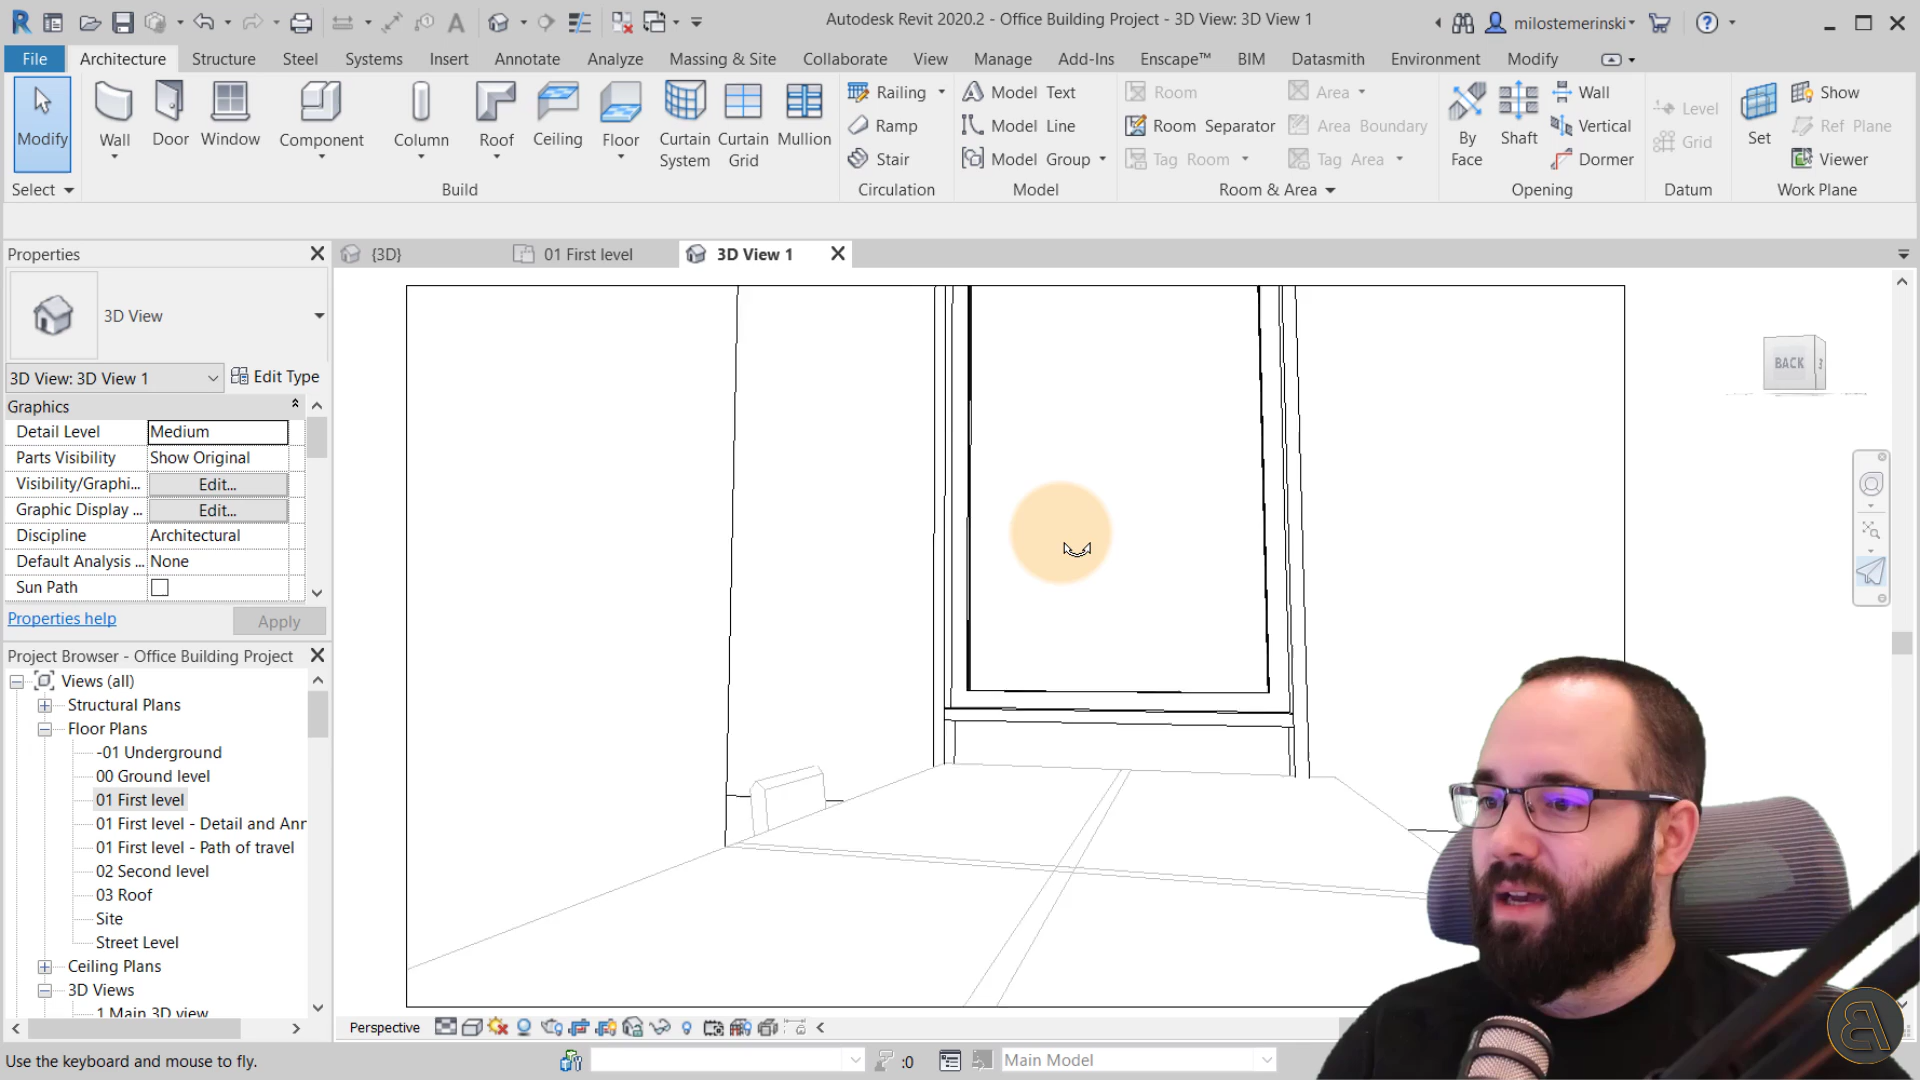 Autodesk Revit 2020.2 - Office Building Project - 3D View: 3D View 1
milostemerinski
File Architecture Structure Steel Systems Insert Annotate Analyze Massing & Site Collaborate View Manage Add-Ins Enscape™ BIM Datasmith Environment Modify
Modify
Wall
Door
Window
Component
Column
Roof
Ceiling
Floor
Curtain System
Curtain Grid
Mullion
Railing
Ramp
Stair
Model Text
Model Line
Model Group
Room
Room Separator
Tag Room
Area
Area Boundary
Tag Area
By Face
Shaft
Wall
Vertical
Dormer
Level
Grid
Set
Show
Ref Plane
Viewer
Select
Build
Circulation
Model
Room & Area
Opening
Datum
Work Plane
Properties
{3D}
01 First level
3D View 1
3D View
3D View: 3D View 1
Edit Type
Graphics
Detail Level Medium
Parts Visibility Show Original
Visibility/Graphi... Edit...
Graphic Display ... Edit...
Discipline Architectural
Default Analysis ... None
Sun Path
Properties help
Apply
BACK
Project Browser - Office Building Project
Views (all)
Structural Plans
Floor Plans
-01 Underground
00 Ground level
01 First level
01 First level - Detail and Anr
01 First level - Path of travel
02 Second level
03 Roof
Site
Street Level
Ceiling Plans
3D Views
1 Main 3D view
Perspective
Use the keyboard and mouse to fly.
:0
Main Model